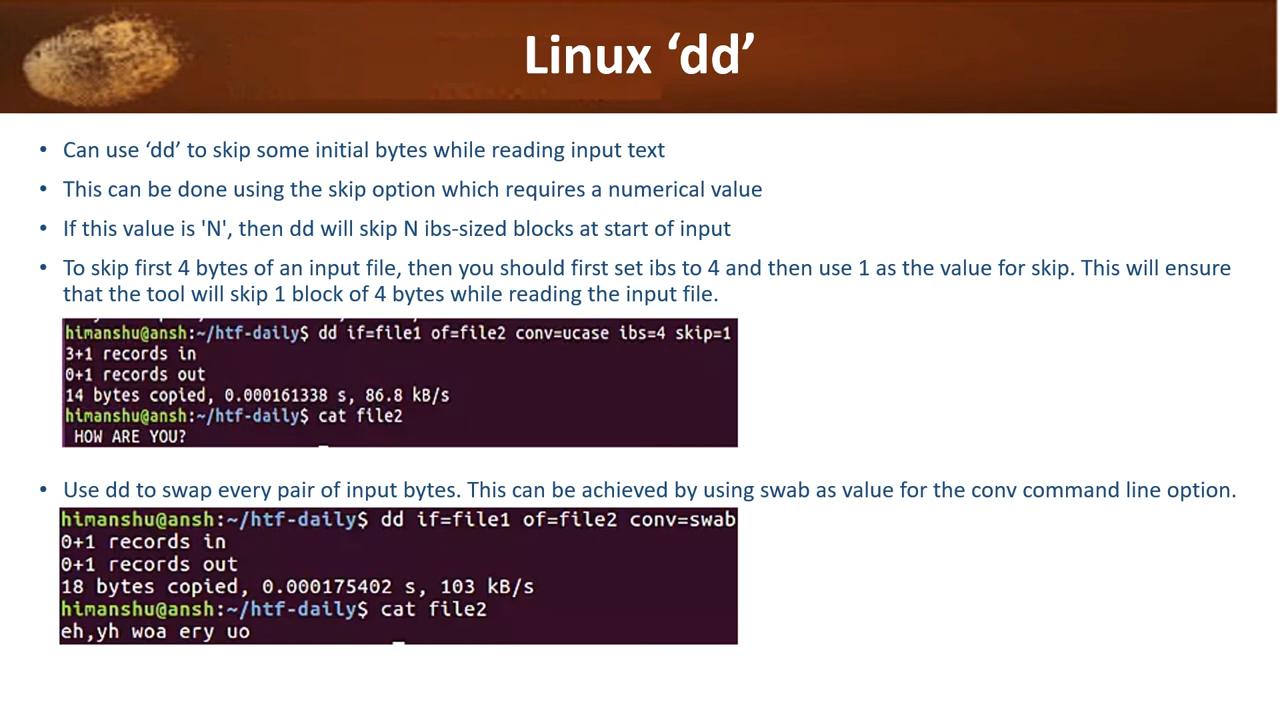 Linux ‘dd’
• Can use ‘dd’ to skip some initial bytes while reading input text
• This can be done using the skip option which requires a numerical value
• If this value is 'N', then dd will skip N ibs-sized blocks at start of input
• To skip first 4 bytes of an input file, then you should first set ibs to 4 and then use 1 as the value for skip. This will ensure
that the tool will skip 1 block of 4 bytes while reading the input file.
himanshu@ansh:~/htf-daily$ dd if=file1 of=file2 conv=ucase ibs=4 skip=1
3+1 records in
0+1 records out
14 bytes copied, 0.000161338 s, 86.8 kB/s
himanshu@ansh:~/htf-daily$ cat file2
HOW ARE YOU?
• Use dd to swap every pair of input bytes. This can be achieved by using swab as value for the conv command line option.
himanshu@ansh:~/htf-daily$ dd if=file1 of=file2 conv=swab
0+1 records in
0+1 records out
18 bytes copied, 0.000175402 s, 103 kB/s
himanshu@ansh:~/htf-daily$ cat file2
eh,yh woa ery uo